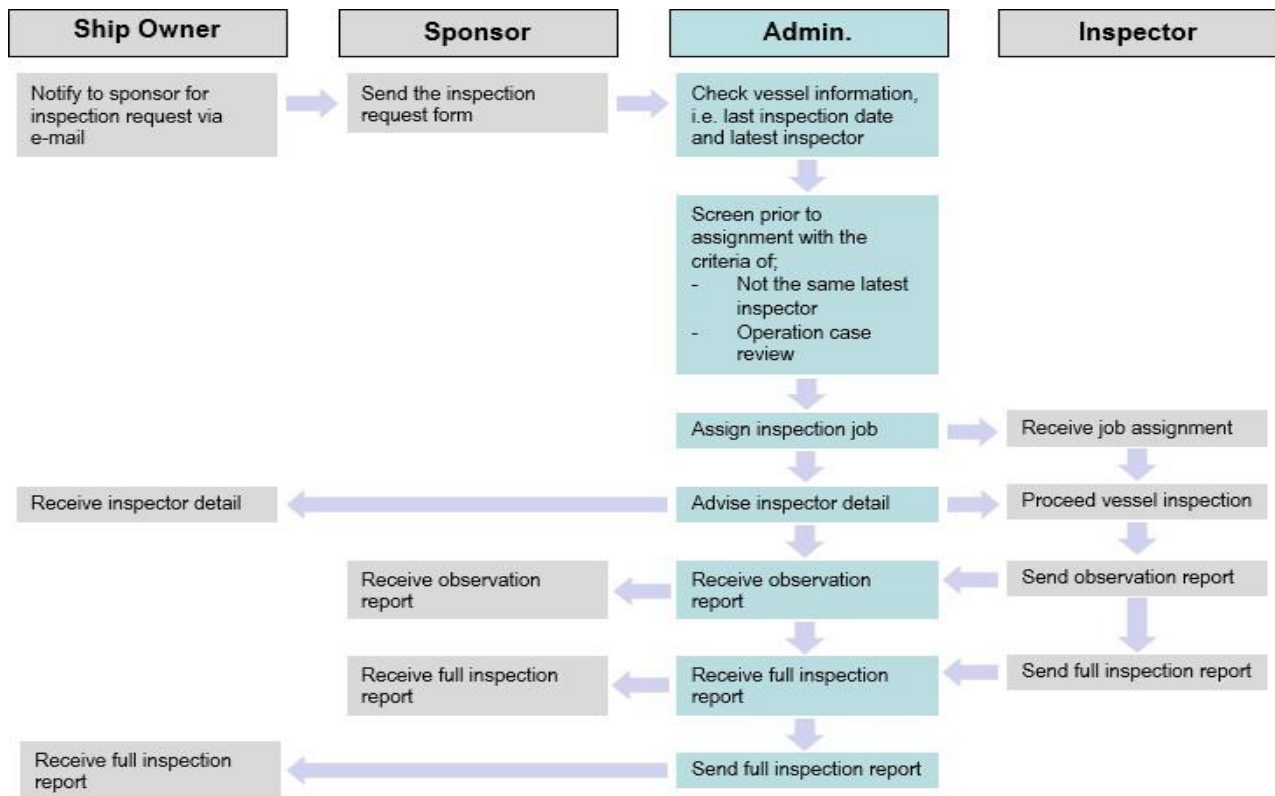 Ship Owner
Sponsor
Admin.
Inspector
Notify to sponsor for
inspection request via
e-mail
Send the inspection
request form
Check vessel information,
i.e. last inspection date
and latest inspector
Screen prior to
assignment with the
criteria of;
- Not the same latest
inspector
- Operation case
review
Assign inspection job
Receive job assignment
Receive inspector detail
Advise inspector detail
Proceed vessel inspection
Receive observation
report
Receive observation
report
Send observation report
Receive full inspection
report
Receive full inspection
report
Send full inspection report
Receive full inspection
report
Send full inspection report